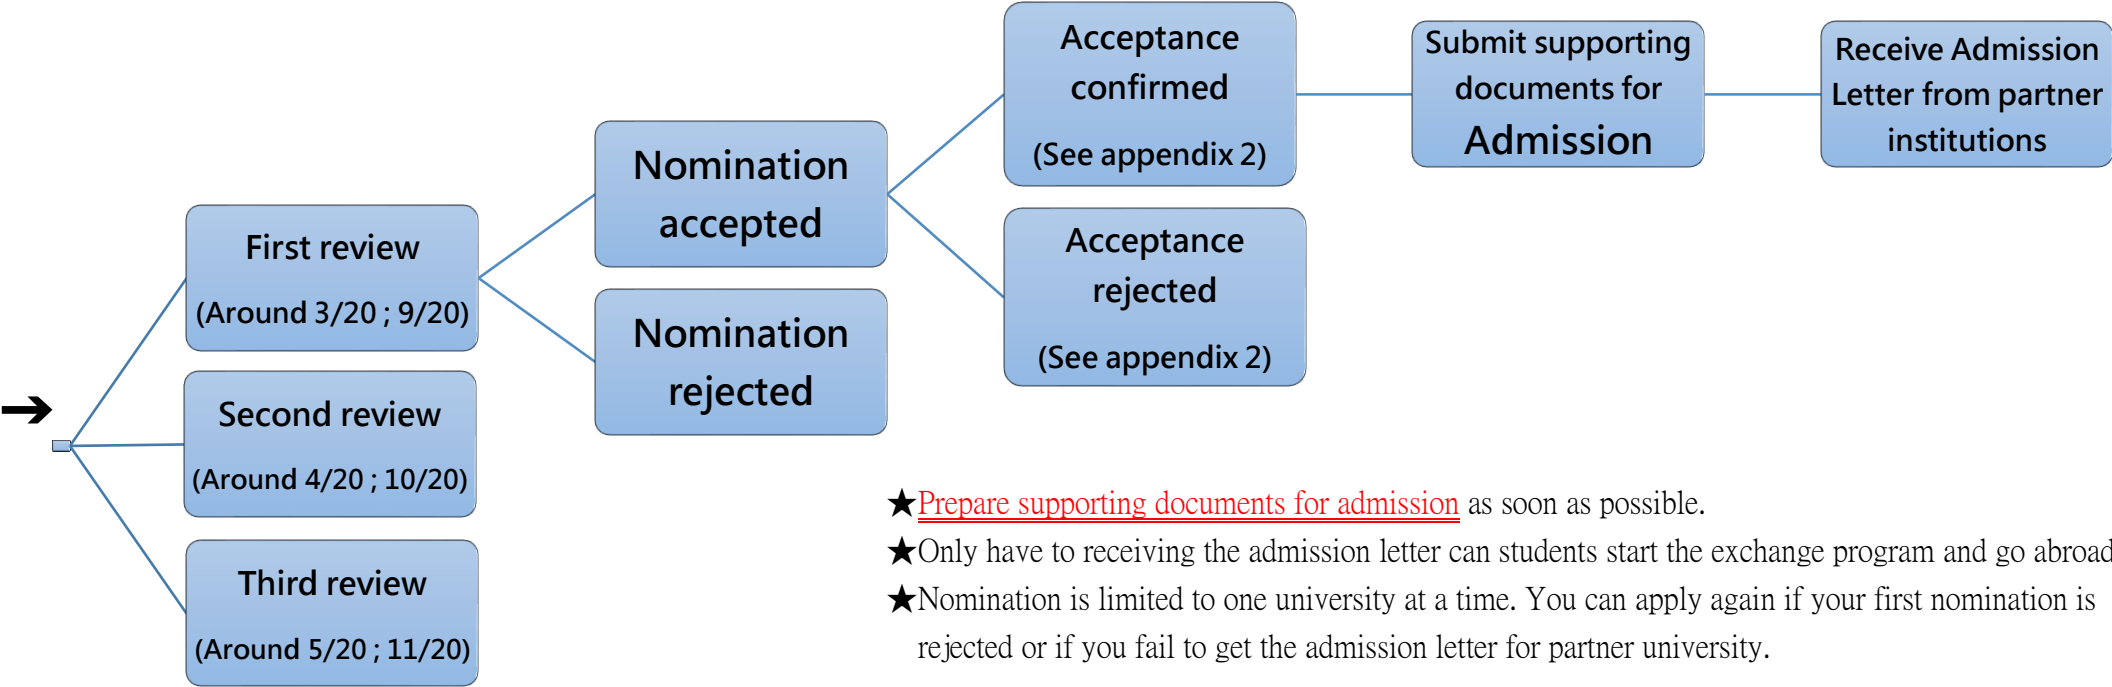 First review
(Around 3/20 ; 9/20)
Second review
(Around 4/20 ; 10/20)
Third review
(Around 5/20 ; 11/20)
Nomination
accepted
Nomination
rejected
Acceptance
confirmed
(See appendix 2)
Acceptance
rejected
(See appendix 2)
Submit supporting
documents for
Admission
Receive Admission
Letter from partner
institutions
★Prepare supporting documents for admission as soon as possible.
★Only have to receiving the admission letter can students start the exchange program and go abroad
★Nomination is limited to one university at a time. You can apply again if your first nomination is
rejected or if you fail to get the admission letter for partner university.